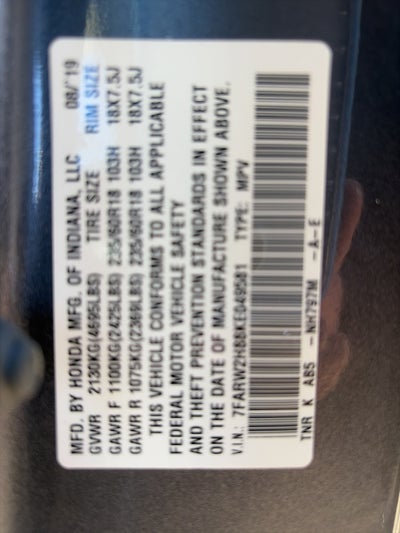 MFD. BY HONDA MFG. OF INDIANA, LLC 08/'19
GVWR 2130KG(4695LBS) TIRE SIZE RIM SIZE
GAWR F 1100KG(2425LBS) 235/60R18 103H 18X7.5J
GAWR R 1075KG(2369LBS) 235/60R18 103H 18X7.5J
THIS VEHICLE CONFORMS TO ALL APPLICABLE
FEDERAL MOTOR VEHICLE SAFETY
AND THEFT PREVENTION STANDARDS IN EFFECT
ON THE DATE OF MANUFACTURE SHOWN ABOVE.
V.I.N.: 7FARW2H88KE049581 TYPE: MPV
TNR K AB5 -NH797M -A-E